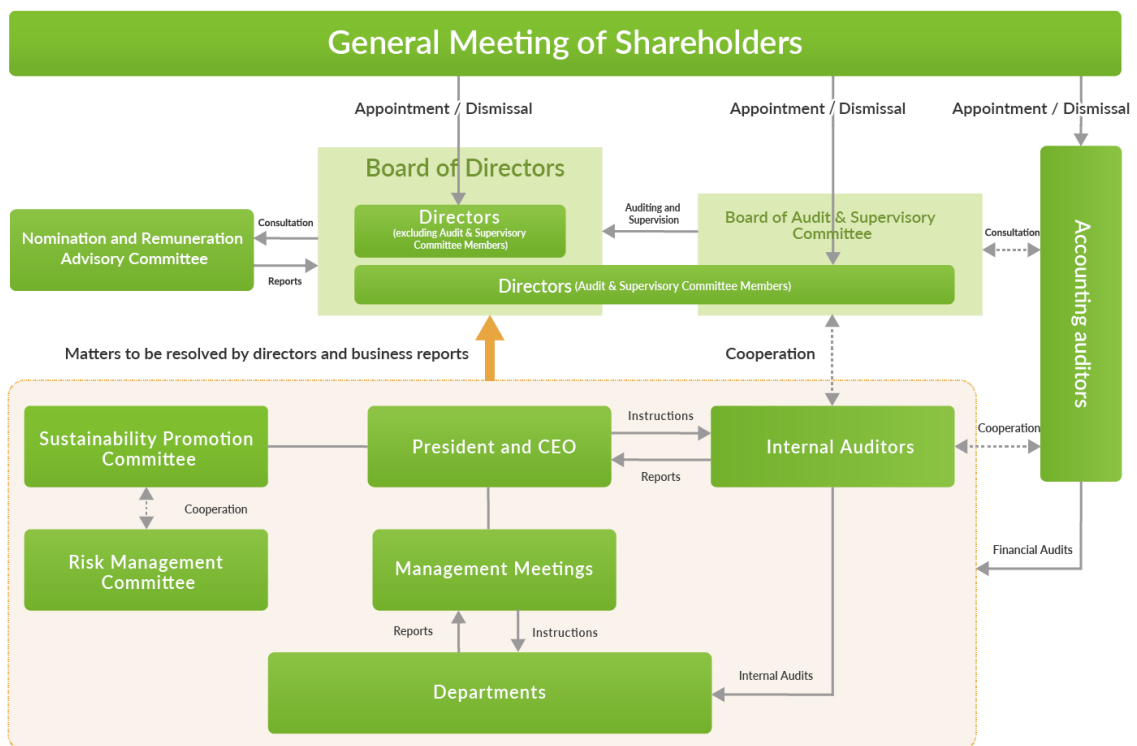 General Meeting of Shareholders
Appointment / Dismissal
Appointment / Dismissal
Appointment / Dismissal
Board of Directors
Directors
(excluding Audit & Supervisory
Committee Members)
Auditing and
Supervision
Board of Audit & Supervisory
Committee
Consultation
Nomination and Remuneration
Advisory Committee
Consultation
Reports
Directors (Audit & Supervisory Committee Members)
Accounting auditors
Matters to be resolved by directors and business reports
Cooperation
Sustainability Promotion
Committee
President and CEO
Instructions
Reports
Internal Auditors
Cooperation
Cooperation
Risk Management
Committee
Management Meetings
Financial Audits
Reports
Instructions
Departments
Internal Audits